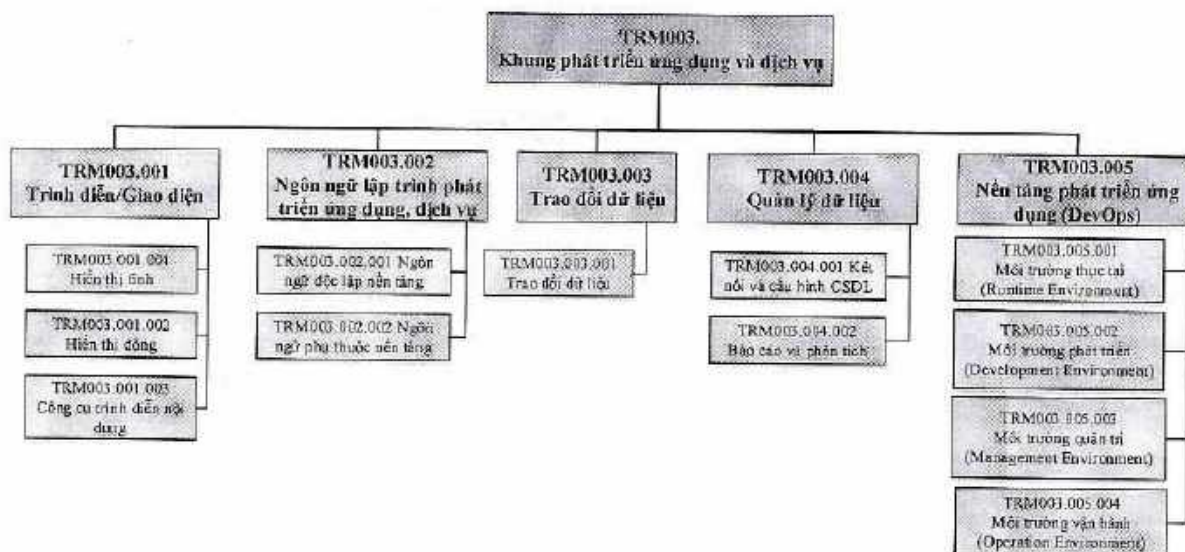 TRM003.
Khung phát triển ứng dụng và dịch vụ
TRM003.001
Trình diễn/Giao diện
TRM003.001.001
Hiển thị tĩnh
TRM003.001.002
Hiển thị động
TRM003.001.003
Công cụ trình diễn nội
dung
TRM003.002
Ngôn ngữ lập trình phát
triển ứng dụng, dịch vụ
TRM003.002.001 Ngôn
ngữ độc lập nền tảng
TRM003.002.002 Ngôn
ngữ phụ thuộc nền tảng
TRM003.003
Trao đổi dữ liệu
TRM003.003.001
Trao đổi dữ liệu
TRM003.004
Quản lý dữ liệu
TRM003.004.001 Kết
nối và cấu hình CSDL
TRM003.004.002
Báo cáo và phân tích
TRM003.005
Nền tảng phát triển ứng
dụng (DevOps)
TRM003.005.001
Môi trường thực thi
(Runtime Environment)
TRM003.005.002
Môi trường phát triển
(Development Environment)
TRM003.005.003
Môi trường quản trị
(Management Environment)
TRM003.005.004
Môi trường vận hành
(Operation Environment)